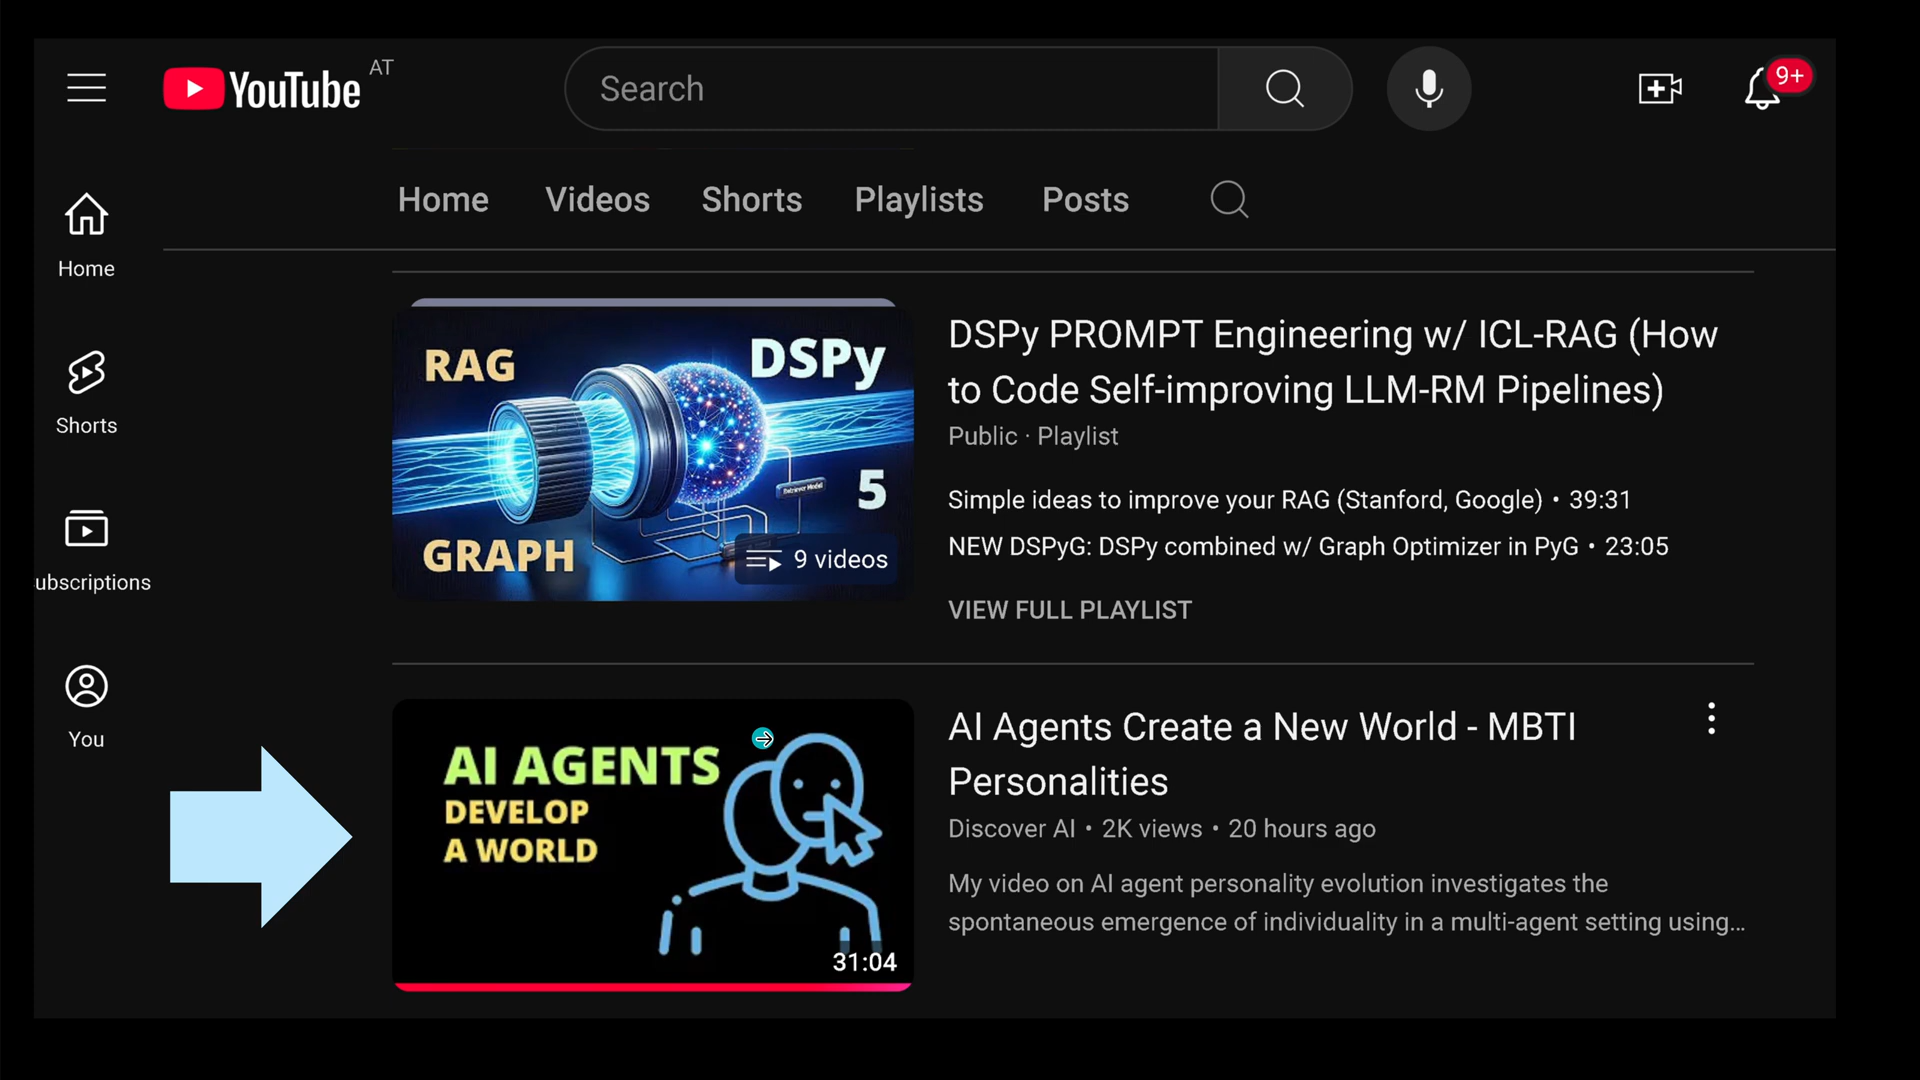 YouTube AT
Search
9+
Home
Videos
Shorts
Playlists
Posts
Home
Shorts
ubscriptions
You
RAG
DSPy
5
GRAPH
Retriever Model
9 videos
DSPy PROMPT Engineering w/ ICL-RAG (How
to Code Self-improving LLM-RM Pipelines)
Public · Playlist
Simple ideas to improve your RAG (Stanford, Google) • 39:31
NEW DSPyG: DSPy combined w/ Graph Optimizer in PyG • 23:05
VIEW FULL PLAYLIST
AI AGENTS
DEVELOP
A WORLD
31:04
AI Agents Create a New World - MBTI
Personalities
Discover AI • 2K views • 20 hours ago
My video on AI agent personality evolution investigates the
spontaneous emergence of individuality in a multi-agent setting using...